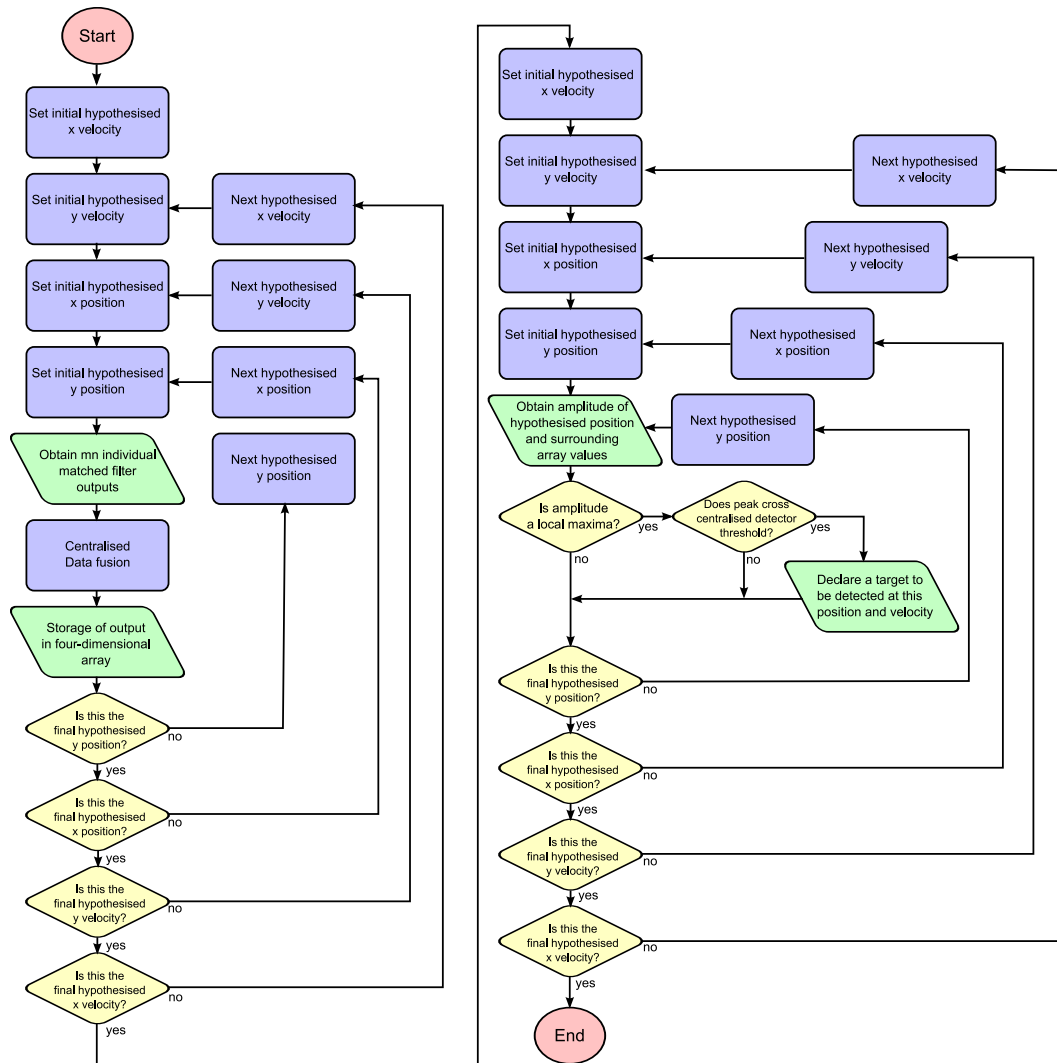 Start
Set initial hypothesised
x velocity
Set initial hypothesised
y velocity
Next hypothesised
x velocity
Set initial hypothesised
x position
Next hypothesised
y velocity
Set initial hypothesised
y position
Next hypothesised
x position
Obtain mn individual
matched filter
outputs
Next hypothesised
y position
Centralised
Data fusion
Storage of output
in four-dimensional
array
Is this the
final hypothesised
y position?
no
yes
Is this the
final hypothesised
x position?
no
yes
Is this the
final hypothesised
y velocity?
no
yes
Is this the
final hypothesised
x velocity?
no
yes
Set initial hypothesised
x velocity
Set initial hypothesised
y velocity
Next hypothesised
x velocity
Set initial hypothesised
x position
Next hypothesised
y velocity
Set initial hypothesised
y position
Next hypothesised
x position
Obtain amplitude of
hypothesised position
and surrounding
array values
Next hypothesised
y position
Is amplitude
a local maxima?
yes
no
Does peak cross
centralised detector
threshold?
yes
no
Declare a target to
be detected at this
position and velocity
Is this the
final hypothesised
y position?
no
yes
Is this the
final hypothesised
x position?
no
yes
Is this the
final hypothesised
y velocity?
no
yes
Is this the
final hypothesised
x velocity?
no
yes
End